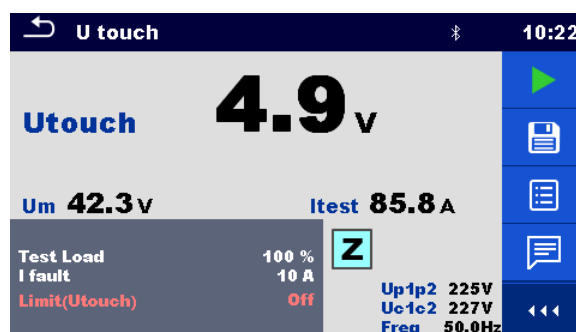 U touch 10:22
Utouch 4.9 V
Um 42.3 V Itest 85.8 A
Z
Test Load 100 %
I fault 10 A
Limit(Utouch) Off
Up1p2 225V
Uc1c2 227V
Freq 50.0Hz